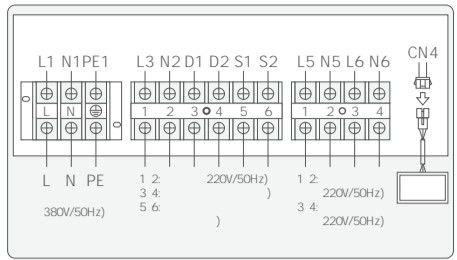 L1 N1 PE1 L3 N2 D1 D2 S1 S2 L5 N5 L6 N6 CN4
L N 1 2 3 4 5 6 1 2 3 4
L N PE
380V/50Hz)
1 2: 220V/50Hz)
3 4: )
5 6:
)
1 2:
220V/50Hz)
3 4:
220V/50Hz)